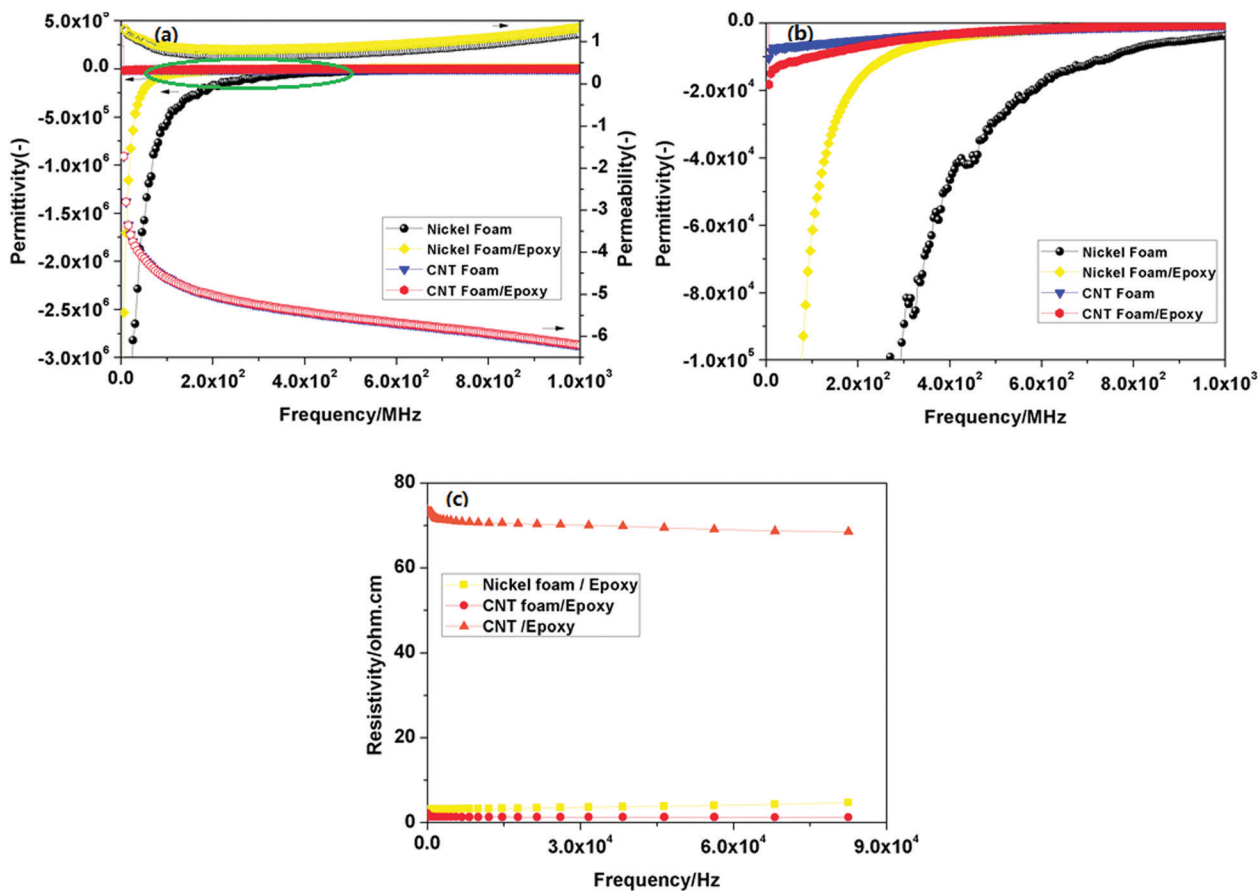 (a)
5.0x10⁵
0.0
-5.0x10⁵
-1.0x10⁶
-1.5x10⁶
-2.0x10⁶
-2.5x10⁶
-3.0x10⁶
Permittivity(-)
1
0
-1
-2
-3
-4
-5
-6
Permeability(-)
Nickel Foam
Nickel Foam/Epoxy
CNT Foam
CNT Foam/Epoxy
0.0 2.0x10² 4.0x10² 6.0x10² 8.0x10² 1.0x10³
Frequency/MHz
(b)
0.0
-2.0x10⁴
-4.0x10⁴
-6.0x10⁴
-8.0x10⁴
-1.0x10⁵
Permittivity(-)
Nickel Foam
Nickel Foam/Epoxy
CNT Foam
CNT Foam/Epoxy
0.0 2.0x10² 4.0x10² 6.0x10² 8.0x10² 1.0x10³
Frequency/MHz
(c)
80
60
40
20
0
Resistivity/ohm.cm
Nickel foam / Epoxy
CNT foam/Epoxy
CNT /Epoxy
0.0 3.0x10⁴ 6.0x10⁴ 9.0x10⁴
Frequency/Hz